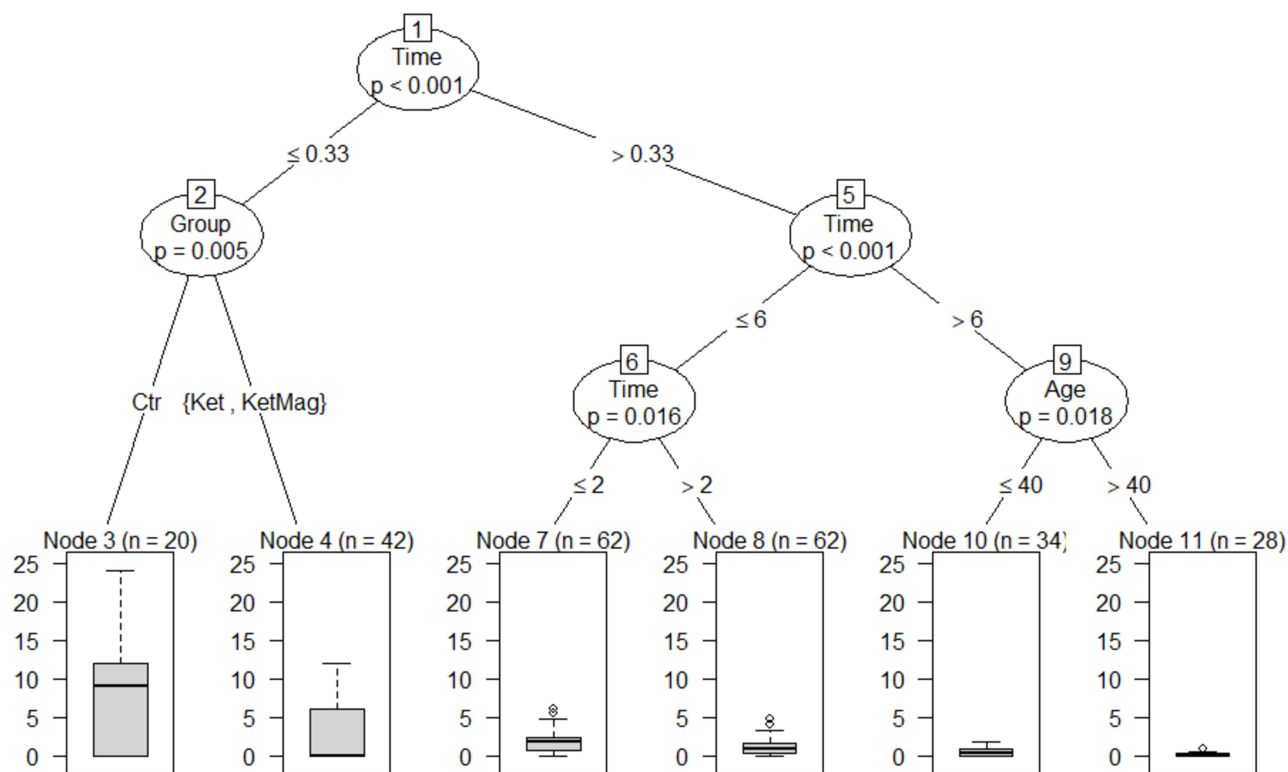 1
Time
p < 0.001
≤ 0.33
> 0.33
2
Group
p = 0.005
5
Time
p < 0.001
≤ 6
> 6
6
Time
p = 0.016
9
Age
p = 0.018
Ctr {Ket , KetMag}
≤ 2
> 2
≤ 40
> 40
Node 3 (n = 20)
25
20
15
10
5
0
Node 4 (n = 42)
25
20
15
10
5
0
Node 7 (n = 62)
25
20
15
10
5
0
Node 8 (n = 62)
25
20
15
10
5
0
Node 10 (n = 34)
25
20
15
10
5
0
Node 11 (n = 28)
25
20
15
10
5
0